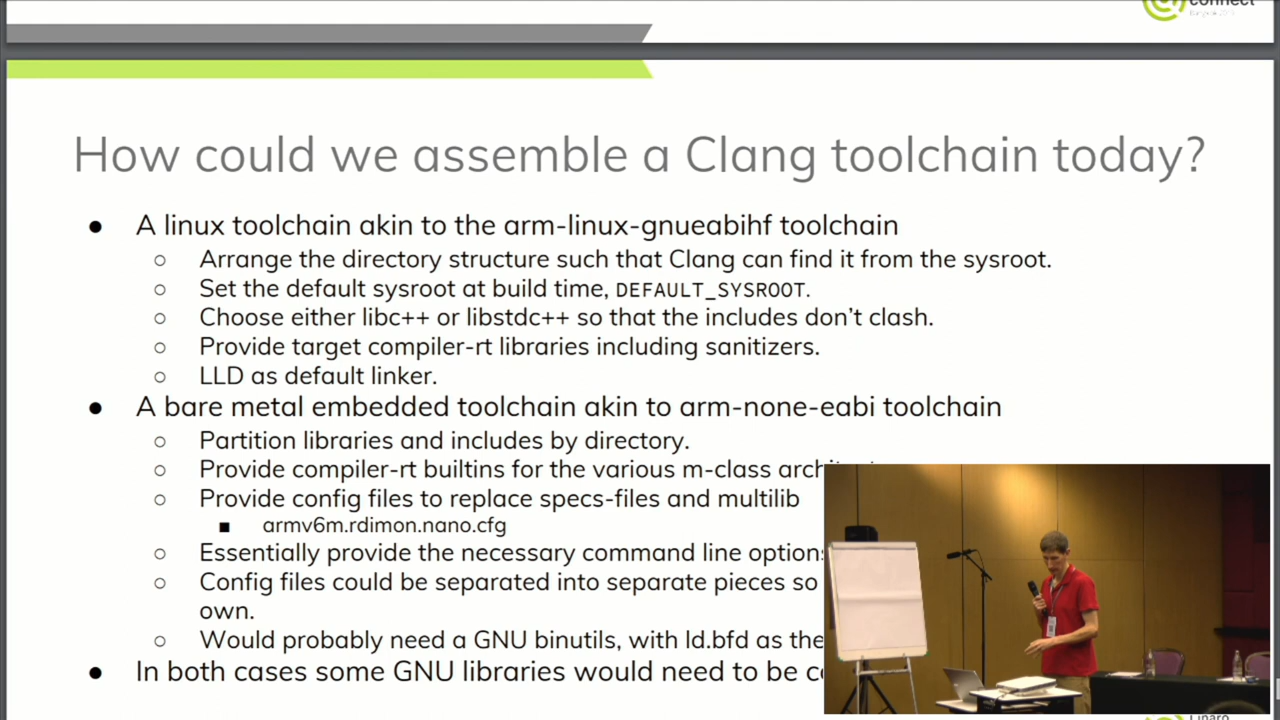 connect
How could we assemble a Clang toolchain today?
● A linux toolchain akin to the arm-linux-gnueabihf toolchain
○ Arrange the directory structure such that Clang can find it from the sysroot.
○ Set the default sysroot at build time, DEFAULT_SYSROOT.
○ Choose either libc++ or libstdc++ so that the includes don’t clash.
○ Provide target compiler-rt libraries including sanitizers.
○ LLD as default linker.
● A bare metal embedded toolchain akin to arm-none-eabi toolchain
○ Partition libraries and includes by directory.
○ Provide compiler-rt builtins for the various m-class
○ Provide config files to replace specs-files and multilib
■ armv6m.rdimon.nano.cfg
○ Essentially provide the necessary command line options
○ Config files could be separated into separate pieces so
own.
○ Would probably need a GNU binutils, with ld.bfd as the
● In both cases some GNU libraries would need to be
Linaro